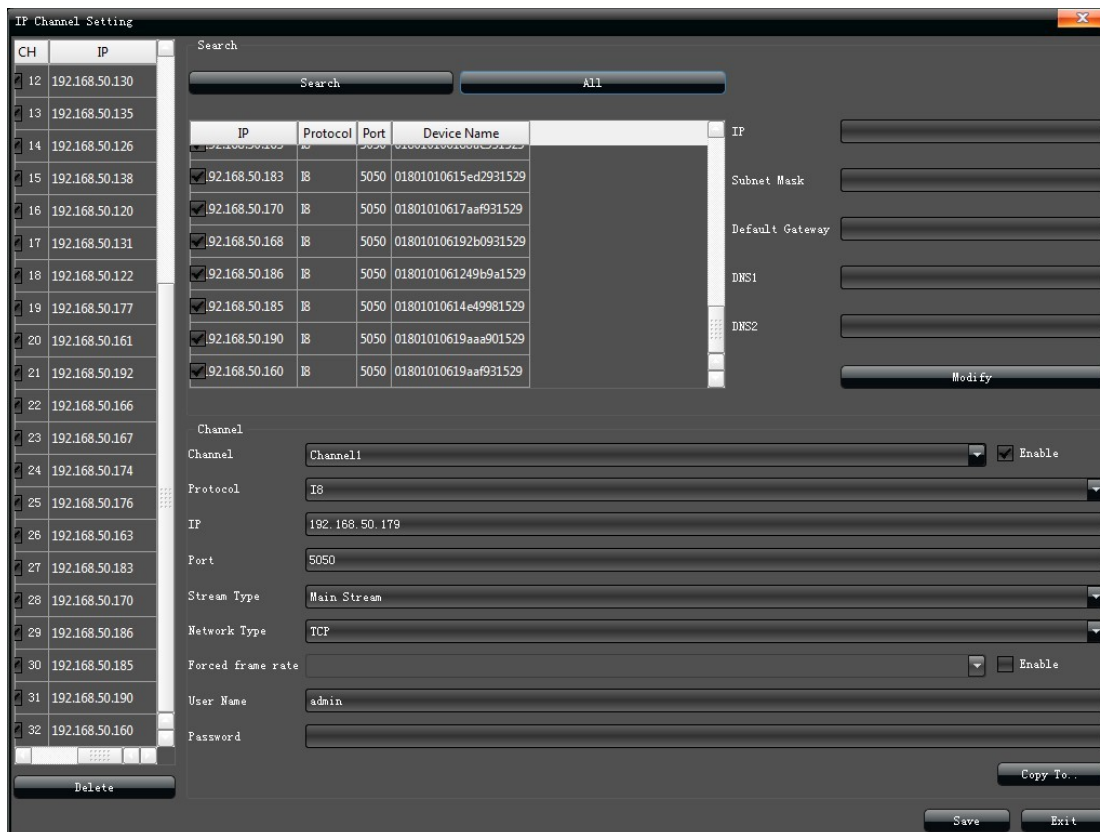 IP Channel Setting
CH IP
12 192.168.50.130
13 192.168.50.135
14 192.168.50.126
15 192.168.50.138
16 192.168.50.120
17 192.168.50.131
18 192.168.50.122
19 192.168.50.177
20 192.168.50.161
21 192.168.50.192
22 192.168.50.166
23 192.168.50.167
24 192.168.50.174
25 192.168.50.176
26 192.168.50.163
27 192.168.50.183
28 192.168.50.170
29 192.168.50.186
30 192.168.50.185
31 192.168.50.190
32 192.168.50.160
Delete
Search
Search All
IP Protocol Port Device Name
.92.168.50.183 I8 5050 01801010615ed2931529
.92.168.50.170 I8 5050 01801010617aaf931529
.92.168.50.168 I8 5050 018010106192b0931529
.92.168.50.186 I8 5050 0180101061249b9a1529
.92.168.50.185 I8 5050 01801010614e49981529
.92.168.50.190 I8 5050 01801010619aaa901529
.92.168.50.160 I8 5050 01801010619aaf931529
IP
Subnet Mask
Default Gateway
DNS1
DNS2
Modify
Channel
Channel Channel1 Enable
Protocol I8
IP 192.168.50.179
Port 5050
Stream Type Main Stream
Network Type TCP
Forced frame rate Enable
User Name admin
Password
Copy To..
Save Exit